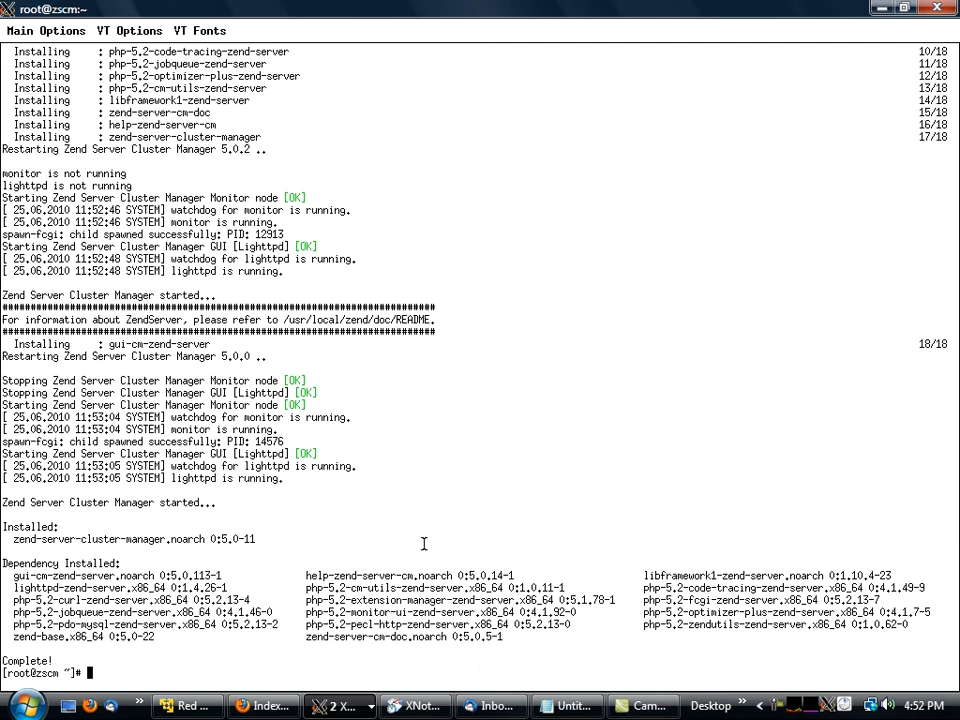 root@zscm:~
Main Options VT Options VT Fonts
Installing : php-5.2-code-tracing-zend-server 10/18
Installing : php-5.2-jobqueue-zend-server 11/18
Installing : php-5.2-optimizer-plus-zend-server 12/18
Installing : php-5.2-cm-utils-zend-server 13/18
Installing : libframework1-zend-server 14/18
Installing : zend-server-cm-doc 15/18
Installing : help-zend-server-cm 16/18
Installing : zend-server-cluster-manager 17/18
Restarting Zend Server Cluster Manager 5.0.2 ..
monitor is not running
lighttpd is not running
Starting Zend Server Cluster Manager Monitor node [OK]
[ 25.06.2010 11:52:46 SYSTEM] watchdog for monitor is running.
[ 25.06.2010 11:52:46 SYSTEM] monitor is running.
spawn-fcgi: child spawned successfully: PID: 12913
Starting Zend Server Cluster Manager GUI [Lighttpd] [OK]
[ 25.06.2010 11:52:48 SYSTEM] watchdog for lighttpd is running.
[ 25.06.2010 11:52:48 SYSTEM] lighttpd is running.
Zend Server Cluster Manager started...
#############################################################################
For information about ZendServer, please refer to /usr/local/zend/doc/README.
#############################################################################
Installing : gui-cm-zend-server 18/18
Restarting Zend Server Cluster Manager 5.0.0 ..
Stopping Zend Server Cluster Manager Monitor node [OK]
Stopping Zend Server Cluster Manager GUI [Lighttpd] [OK]
Starting Zend Server Cluster Manager Monitor node [OK]
[ 25.06.2010 11:53:04 SYSTEM] watchdog for monitor is running.
[ 25.06.2010 11:53:04 SYSTEM] monitor is running.
spawn-fcgi: child spawned successfully: PID: 14576
Starting Zend Server Cluster Manager GUI [Lighttpd] [OK]
[ 25.06.2010 11:53:05 SYSTEM] watchdog for lighttpd is running.
[ 25.06.2010 11:53:05 SYSTEM] lighttpd is running.
Zend Server Cluster Manager started...
Installed:
zend-server-cluster-manager.noarch 0:5.0-11
Dependency Installed:
gui-cm-zend-server.noarch 0:5.0.113-1 help-zend-server-cm.noarch 0:5.0.14-1 libframework1-zend-server.noarch 0:1.10.4-23
lighttpd-zend-server.x86_64 0:1.4.26-1 php-5.2-cm-utils-zend-server.x86_64 0:1.0.11-1 php-5.2-code-tracing-zend-server.x86_64 0:4.1.49-9
php-5.2-curl-zend-server.x86_64 0:5.2.13-4 php-5.2-extension-manager-zend-server.x86_64 0:5.1.78-1 php-5.2-fcgi-zend-server.x86_64 0:5.2.13-7
php-5.2-jobqueue-zend-server.x86_64 0:4.1.46-0 php-5.2-monitor-ui-zend-server.x86_64 0:4.1.92-0 php-5.2-optimizer-plus-zend-server.x86_64 0:4.1.7-5
php-5.2-pdo-mysql-zend-server.x86_64 0:5.2.13-2 php-5.2-pecl-http-zend-server.x86_64 5.2.13-0 php-5.2-zendutils-zend-server.x86_64 0:1.0.62-0
zend-base.x86_64 0:5.0-22 zend-server-cm-doc.noarch 0:5.0.5-1
Complete!
[root@zscm ~]#
Red ... Index... 2 X... XNot... Inbo... Untit... Cam... Desktop » < 4:52 PM